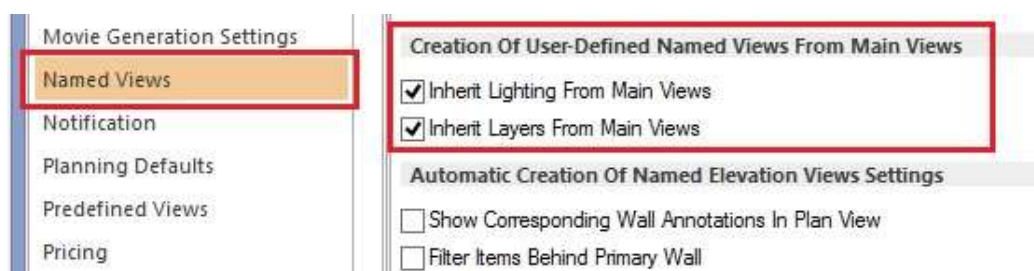 Movie Generation Settings
Named Views
Notification
Planning Defaults
Predefined Views
Pricing
Creation Of User-Defined Named Views From Main Views
Inherit Lighting From Main Views
Inherit Layers From Main Views
Automatic Creation Of Named Elevation Views Settings
Show Corresponding Wall Annotations In Plan View
Filter Items Behind Primary Wall